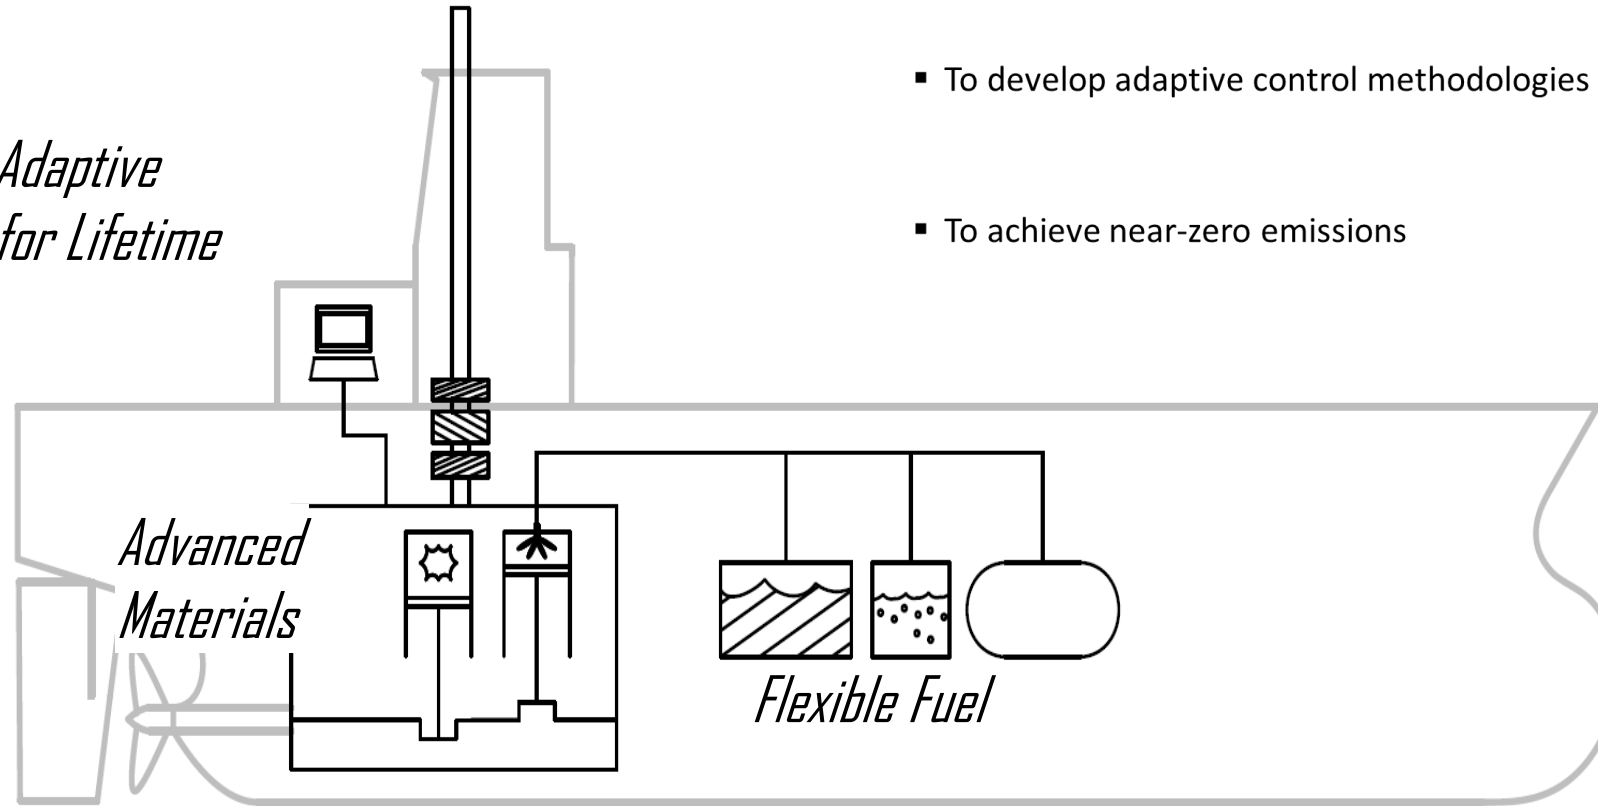 ▪ To develop adaptive control methodologies
Adaptive
for Lifetime
▪ To achieve near-zero emissions
Advanced
Materials
Flexible Fuel